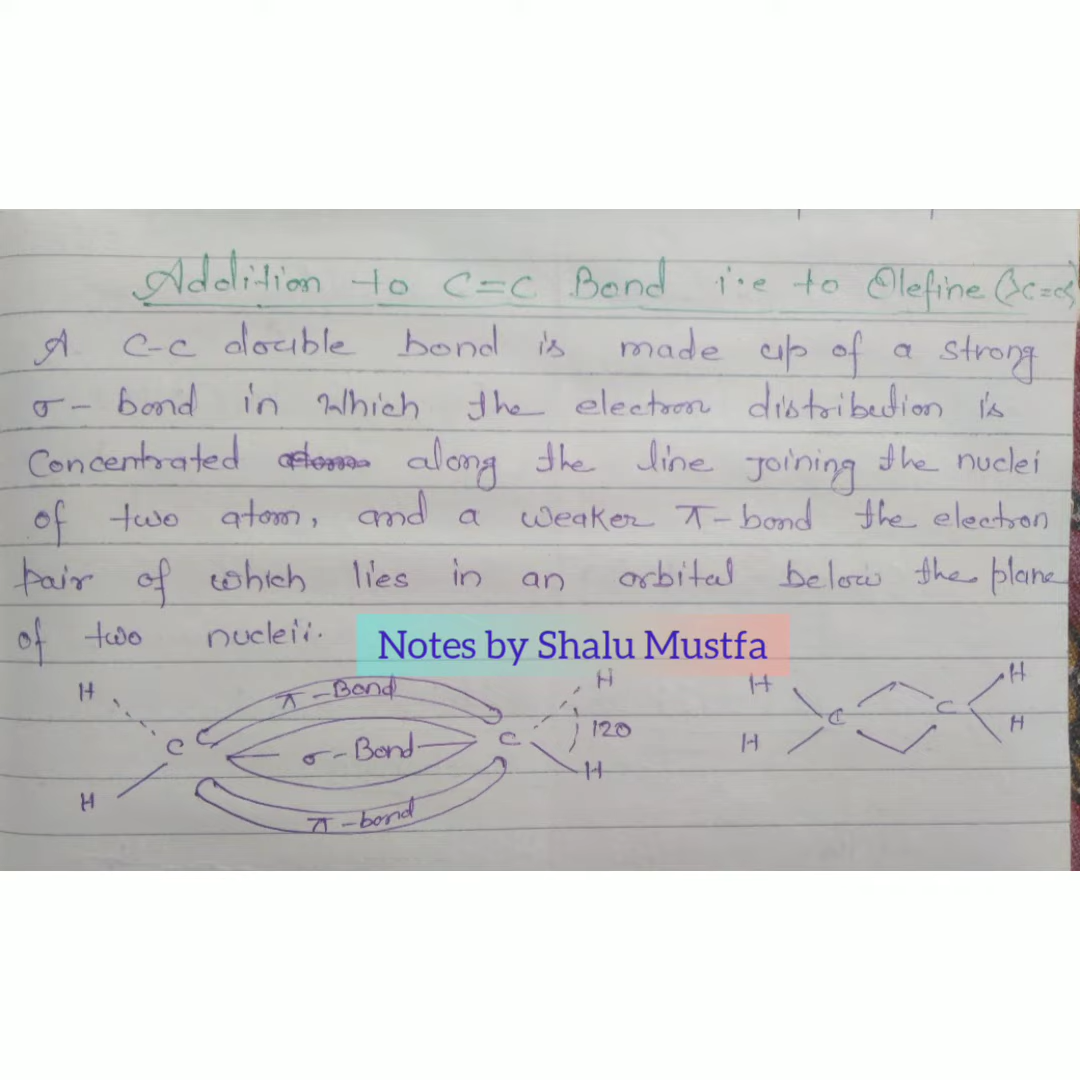 Addition to C=C Bond i.e to Olefine (>C=C<)
A C-C double bond is made up of a strong
σ- bond in which the electron distribution is
Concentrated along the line joining the nuclei
of two atom, and a weaker π-bond the electron
pair of which lies in an orbital below the plane
of two nucleii.
Notes by Shalu Mustfa
H π-Bond H H H
C σ-Bond C 120 C C
H π-bond H H H